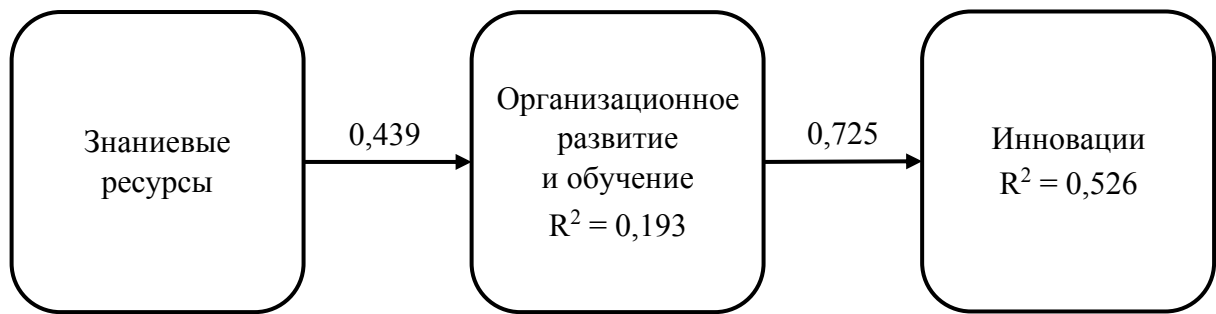 Знаниевые
ресурсы
0,439
Организационное
развитие
и обучение
R² = 0,193
0,725
Инновации
R² = 0,526